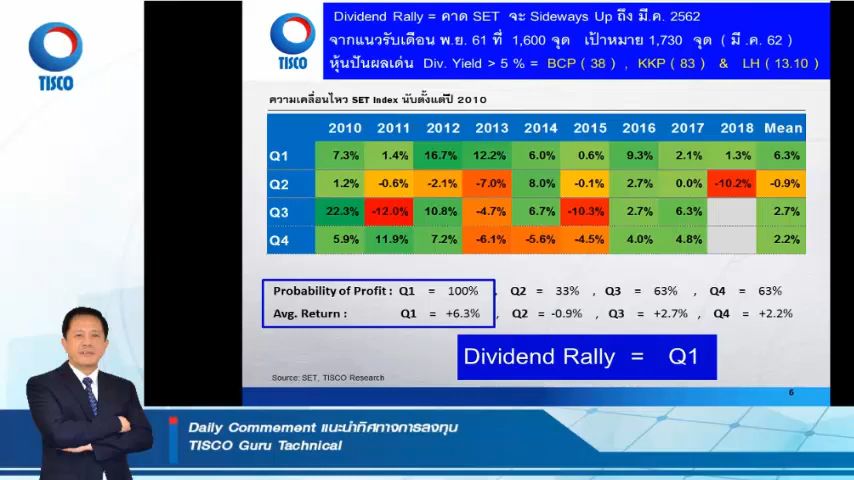 TISCO
TISCO
Dividend Rally = คาด SET จะ Sideways Up ถึง มี.ค. 2562
จากแนวรับเดือน พ.ย. 61 ที่ 1,600 จุด เป้าหมาย 1,730 จุด ( มี .ค. 62 )
หุ้นปันผลเด่น Div. Yield > 5 % = BCP ( 38 ) , KKP ( 83 ) & LH ( 13.10 )
ความเคลื่อนไหว SET Index นับตั้งแต่ปี 2010
2010 2011 2012 2013 2014 2015 2016 2017 2018 Mean
Q1 7.3% 1.4% 16.7% 12.2% 6.0% 0.6% 9.3% 2.1% 1.3% 6.3%
Q2 1.2% -0.6% -2.1% -7.0% 8.0% -0.1% 2.7% 0.0% -10.2% -0.9%
Q3 22.3% -12.0% 10.8% -4.7% 6.7% -10.3% 2.7% 6.3% 2.7%
Q4 5.9% 11.9% 7.2% -6.1% -5.6% -4.5% 4.0% 4.8% 2.2%
Probability of Profit : Q1 = 100% , Q2 = 33% , Q3 = 63% , Q4 = 63%
Avg. Return : Q1 = +6.3% , Q2 = -0.9% , Q3 = +2.7% , Q4 = +2.2%
Dividend Rally = Q1
Source: SET, TISCO Research
6
Daily Commement แนะนำทิศทางการลงทุน
TISCO Guru Tachnical